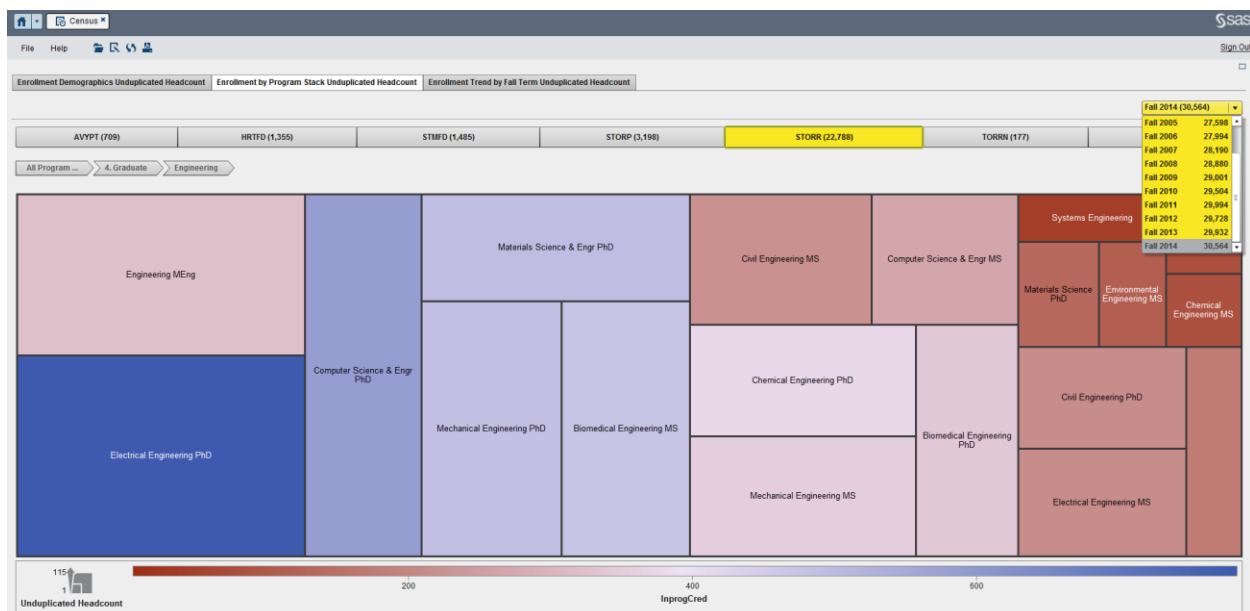 Census ×
sas
File Help
Sign Out
Enrollment Demographics Unduplicated Headcount Enrollment by Program Stack Unduplicated Headcount Enrollment Trend by Fall Term Unduplicated Headcount
Fall 2014 (30,564)
AVYPT (709) HRTFD (1,355) STMFD (1,485) STORP (3,198) STORR (22,788) TORRN (177)
Fall 2005 27,598
Fall 2006 27,994
Fall 2007 28,190
Fall 2008 28,880
Fall 2009 29,001
Fall 2010 29,504
Fall 2011 29,994
Fall 2012 29,728
Fall 2013 29,932
Fall 2014 30,564
All Program ... 4. Graduate Engineering
Engineering MEng
Electrical Engineering PhD
Computer Science & Engr
PhD
Materials Science & Engr PhD
Mechanical Engineering PhD
Biomedical Engineering MS
Civil Engineering MS
Computer Science & Engr MS
Chemical Engineering PhD
Mechanical Engineering MS
Biomedical Engineering
PhD
Systems Engineering
Materials Science
PhD
Environmental
Engineering MS
Chemical
Engineering MS
Civil Engineering PhD
Electrical Engineering MS
115
1
Unduplicated Headcount
200 400 600
InprogCred